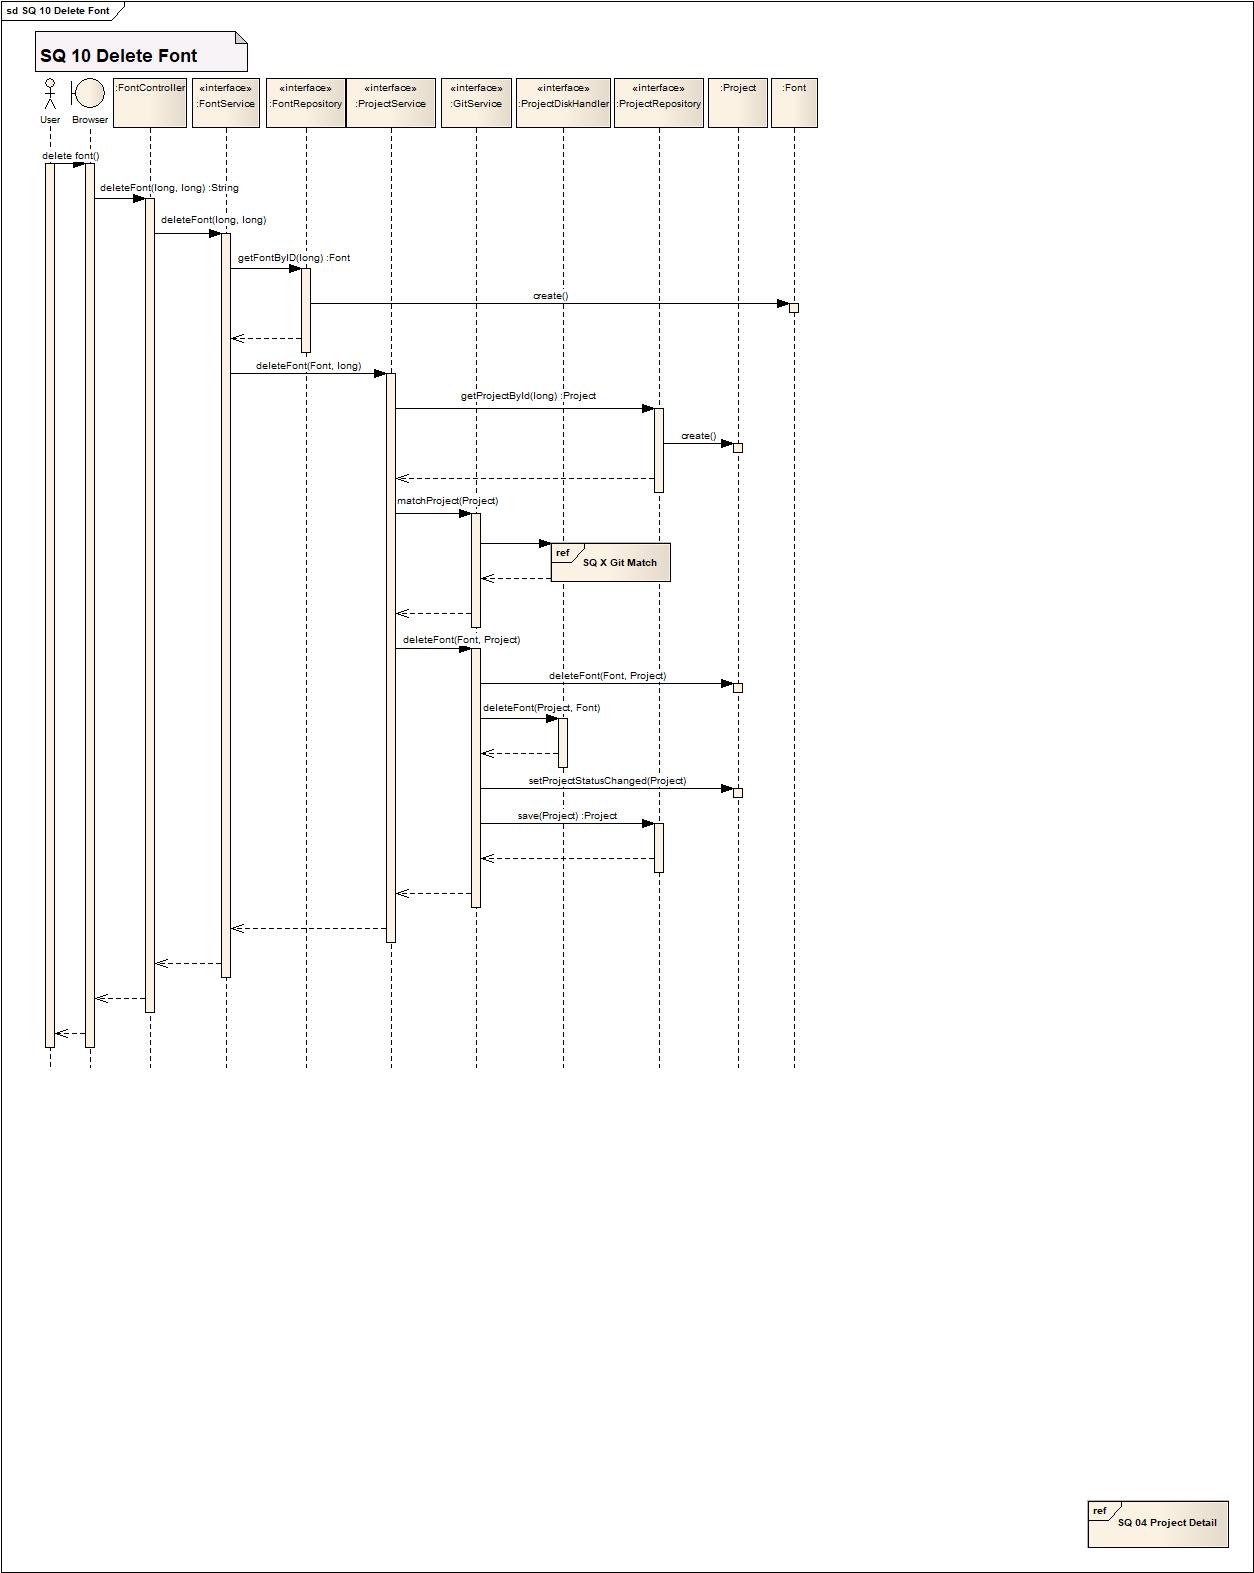 sd SQ 10 Delete Font
SQ 10 Delete Font
User
Browser
:FontController
«interface»
:FontService
«interface»
:FontRepository
«interface»
:ProjectService
«interface»
:GitService
«interface»
:ProjectDiskHandler
«interface»
:ProjectRepository
:Project
:Font
delete font()
deleteFont(long, long) :String
deleteFont(long, long)
getFontByID(long) :Font
create()
deleteFont(Font, long)
getProjectById(long) :Project
create()
matchProject(Project)
ref
SQ X Git Match
deleteFont(Font, Project)
deleteFont(Font, Project)
deleteFont(Project, Font)
setProjectStatusChanged(Project)
save(Project) :Project
ref
SQ 04 Project Detail